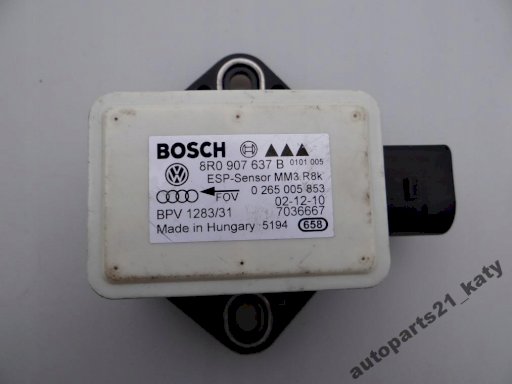 BOSCH
8R0 907 637 B 0101 005
ESP-Sensor MM3.R8k
FOV 0 265 005 853
02-12-10
BPV 1283/31 7036667
Made in Hungary 5194 658
autoparts21_katy